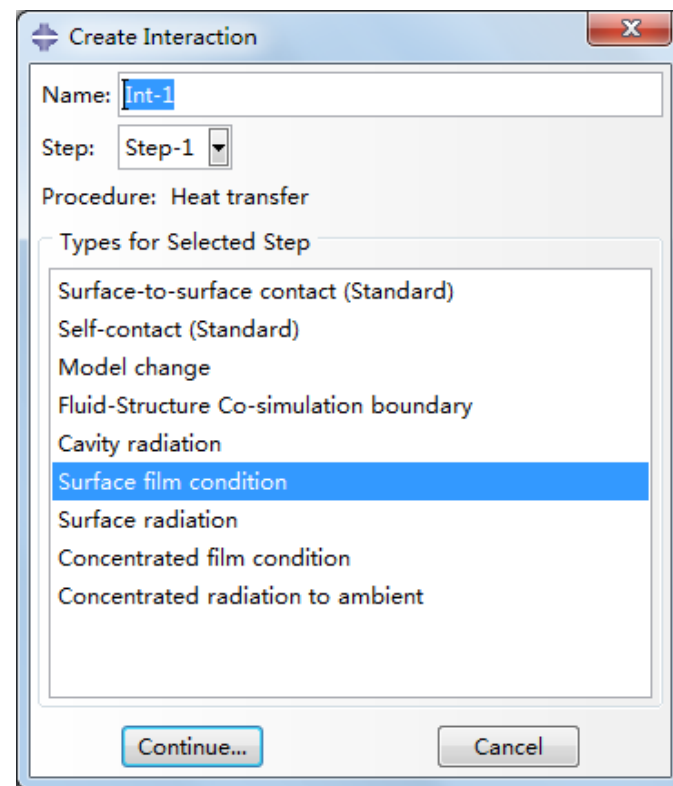 Create Interaction
Name: Int-1
Step: Step-1
Procedure: Heat transfer
Types for Selected Step
Surface-to-surface contact (Standard)
Self-contact (Standard)
Model change
Fluid-Structure Co-simulation boundary
Cavity radiation
Surface film condition
Surface radiation
Concentrated film condition
Concentrated radiation to ambient
Continue... Cancel